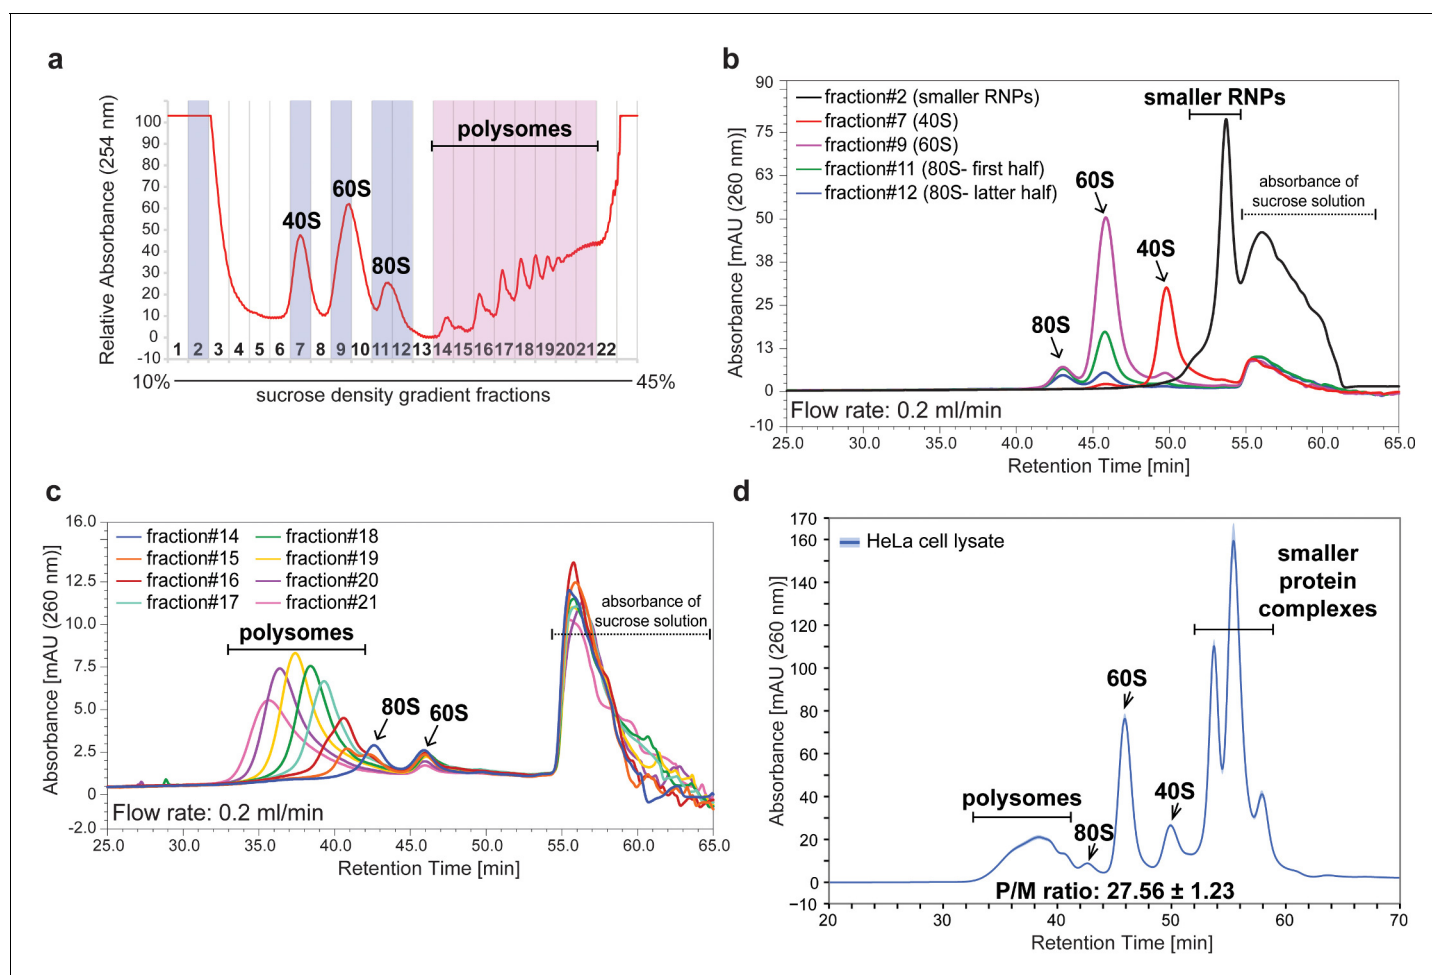 a
Relative Absorbance (254 nm)
100
90
80
70
60
50
40
30
20
10
0
-10
40S
60S
80S
polysomes
1 2 3 4 5 6 7 8 9 10 11 12 13 14 15 16 17 18 19 20 21 22
10% 45%
sucrose density gradient fractions
b
Absorbance [mAU (260 nm)]
90
75
63
50
38
25
13
0
-10
fraction#2 (smaller RNPs)
fraction#7 (40S)
fraction#9 (60S)
fraction#11 (80S- first half)
fraction#12 (80S- latter half)
smaller RNPs
absorbance of
sucrose solution
60S
40S
80S
Flow rate: 0.2 ml/min
25.0 30.0 35.0 40.0 45.0 50.0 55.0 60.0 65.0
Retention Time [min]
c
Absorbance [mAU (260 nm)]
16.0
12.5
10.0
7.5
5.0
2.5
0
-2.0
fraction#14 fraction#18
fraction#15 fraction#19
fraction#16 fraction#20
fraction#17 fraction#21
polysomes
80S
60S
absorbance of
sucrose solution
Flow rate: 0.2 ml/min
25.0 30.0 35.0 40.0 45.0 50.0 55.0 60.0 65.0
Retention Time [min]
d
Absorbance [mAU (260 nm)]
170
160
140
120
100
80
60
40
20
0
−10
HeLa cell lysate
smaller
protein
complexes
60S
polysomes
80S
40S
P/M ratio: 27.56 ± 1.23
20 30 40 50 60 70
Retention Time [min]